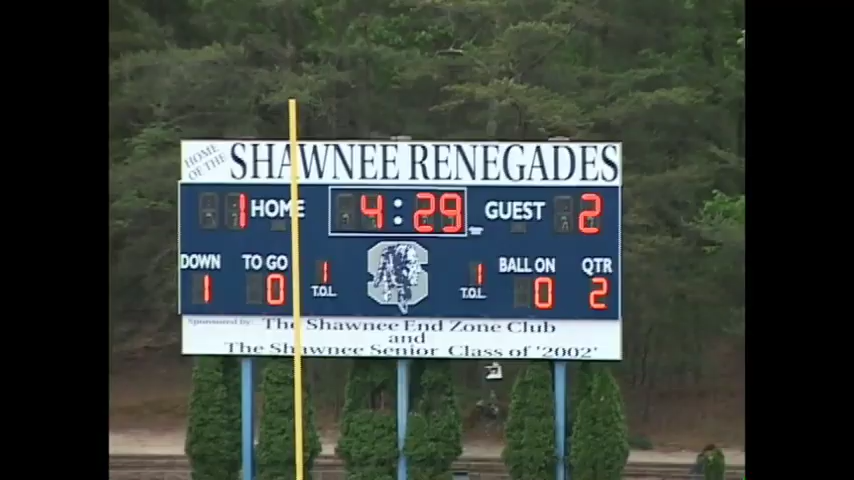 HOME OF THE SHAWNEE RENEGADES
1 HOME 4:29 GUEST 2
DOWN TO GO BALL ON QTR
1 0 1 1 0 2
T.O.L. T.O.L.
S
Sponsored by: The Shawnee End Zone Club
and
The Shawnee Senior Class of '2002'